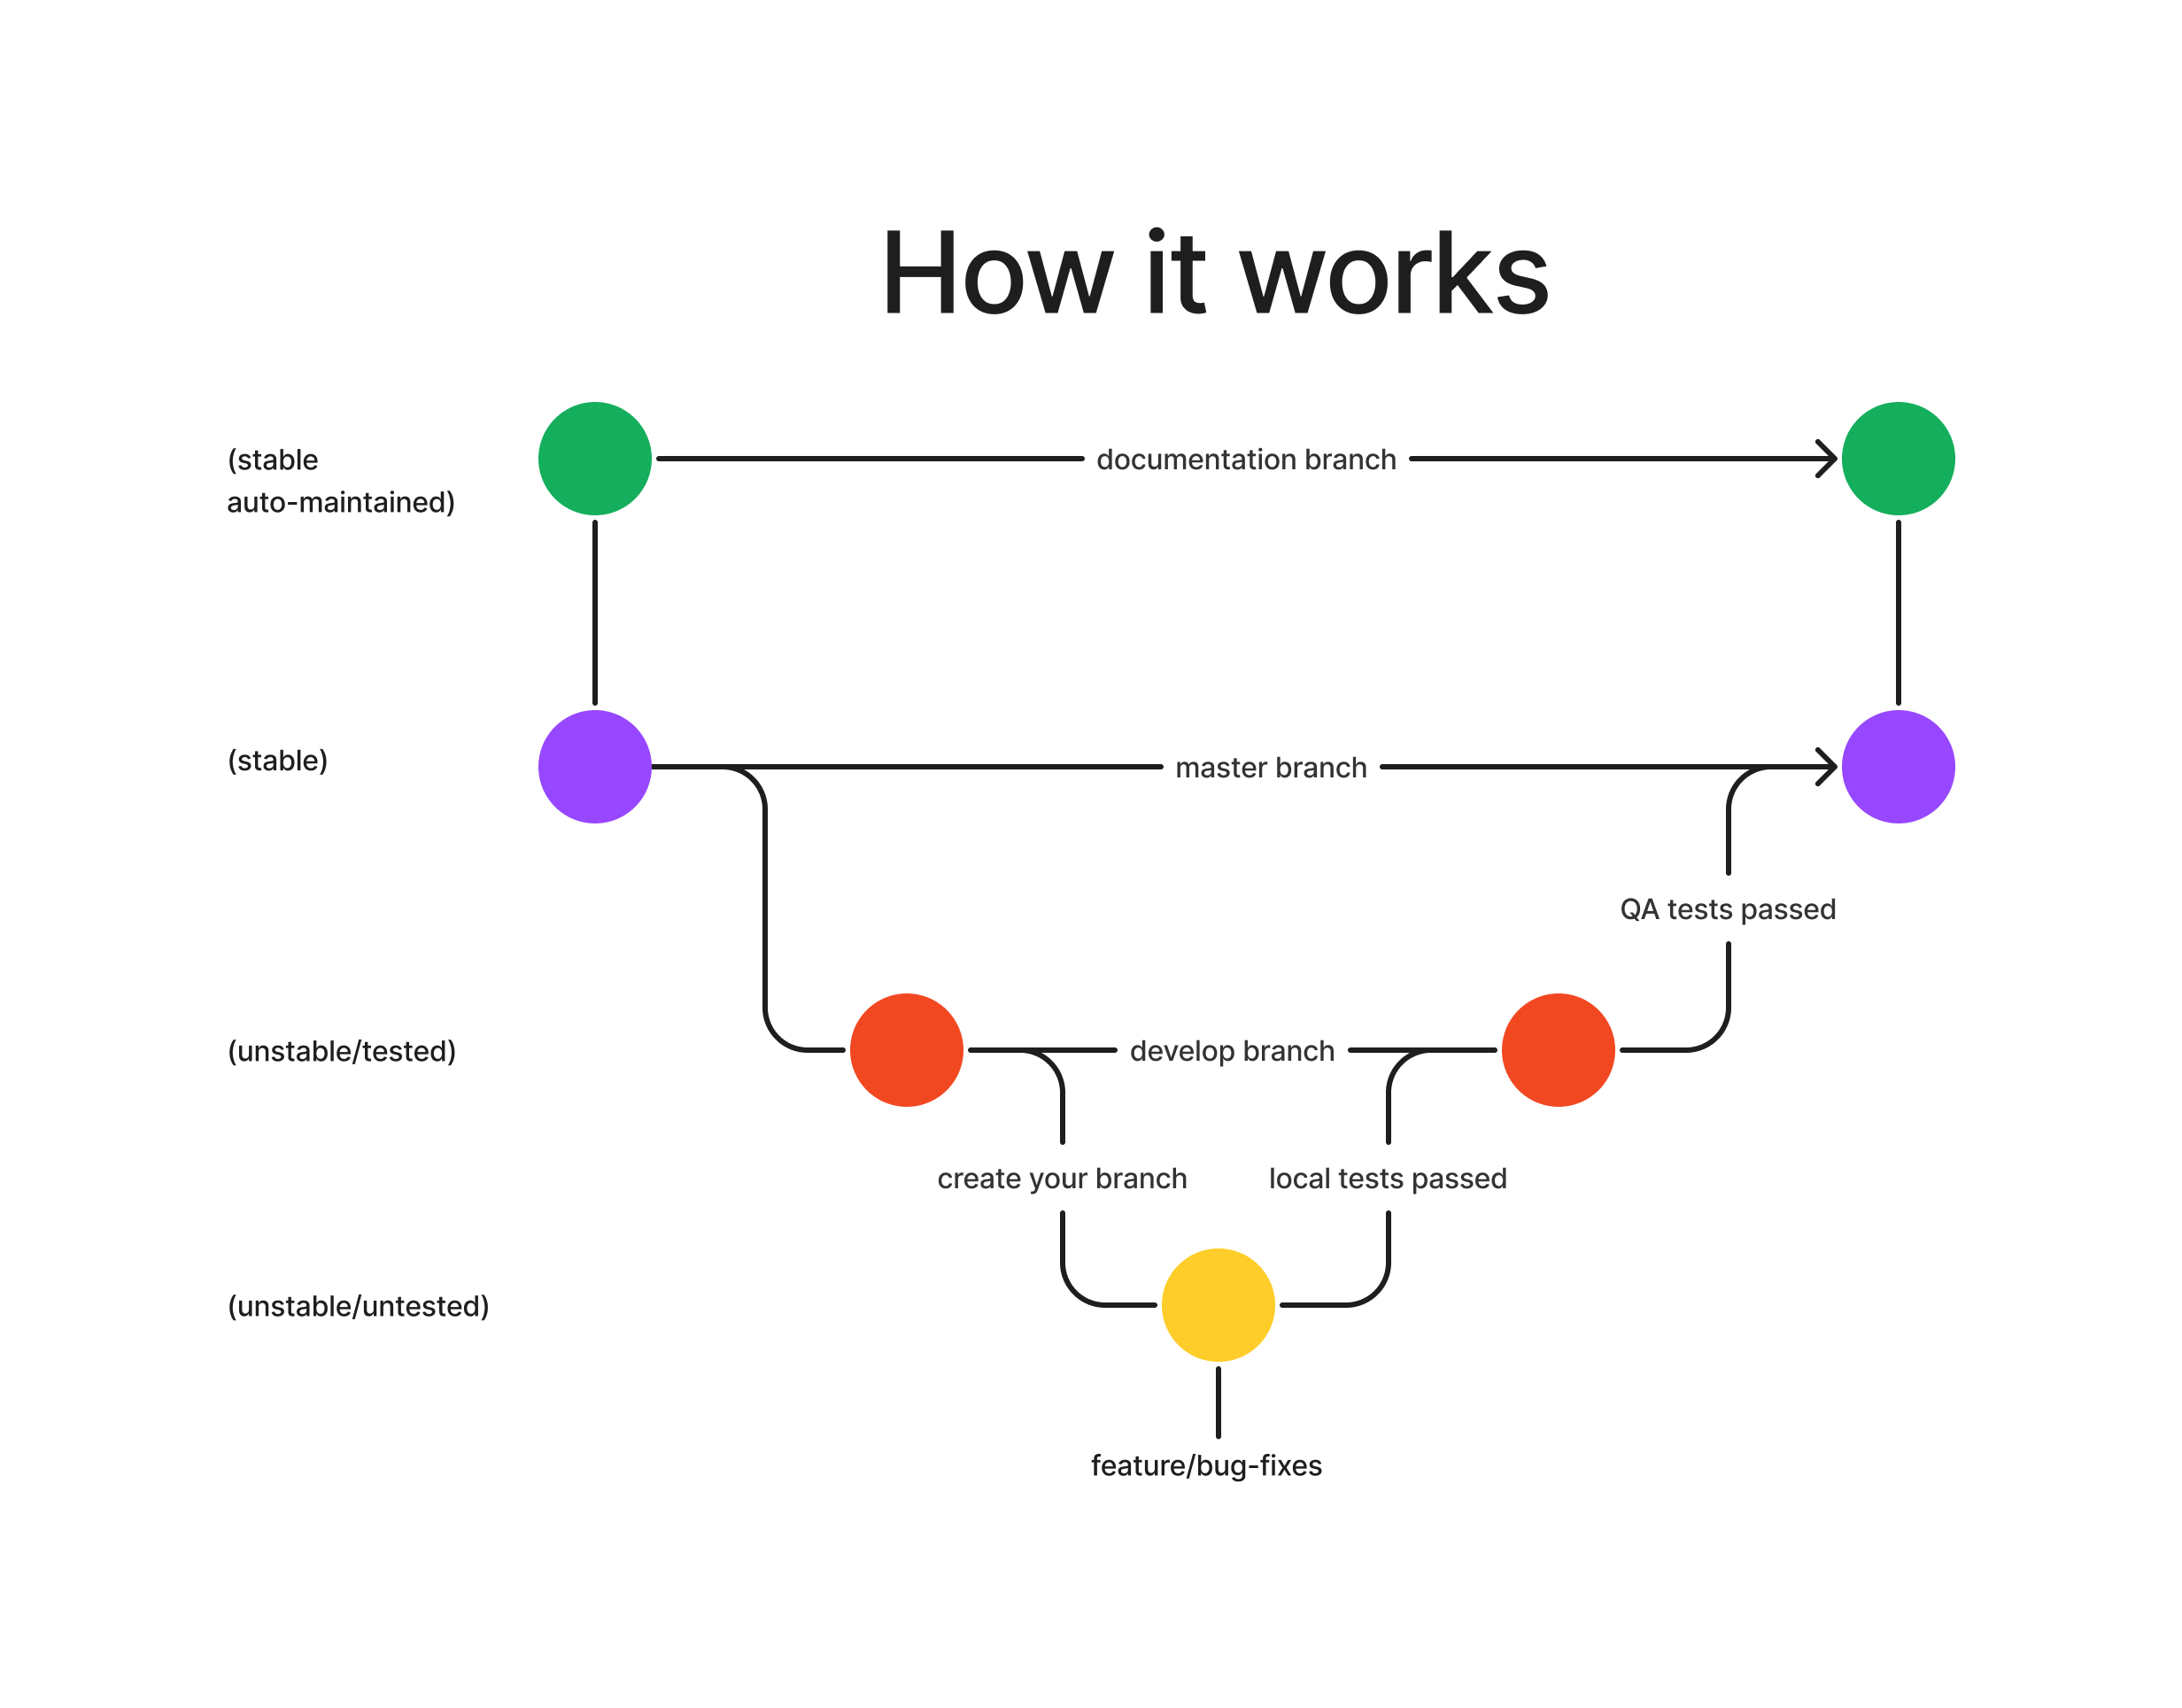 How it works
(stable
auto-maintained)
documentation branch
(stable)
master branch
QA tests passed
(unstable/tested)
develop branch
create your branch
local tests passed
(unstable/untested)
feature/bug-fixes